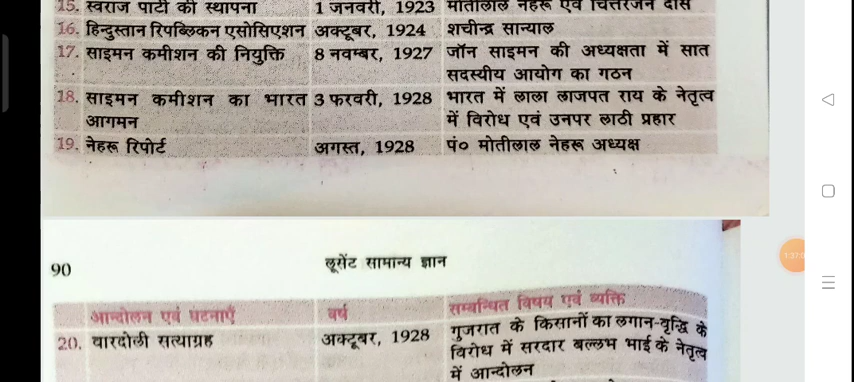 15. स्वराज पार्टी की स्थापना 1 जनवरी, 1923 मोतीलाल नेहरू एवं चित्तरंजन दास
16. हिन्दुस्तान रिपब्लिकन एसोसिएशन अक्टूबर, 1924 शचीन्द्र सान्याल
17. साइमन कमीशन की नियुक्ति 8 नवम्बर, 1927 जॉन साइमन की अध्यक्षता में सात
सदस्यीय आयोग का गठन
18. साइमन कमीशन का भारत 3 फरवरी, 1928 भारत में लाला लाजपत राय के नेतृत्व
आगमन में विरोध एवं उनपर लाठी प्रहार
19. नेहरू रिपोर्ट अगस्त, 1928 पं० मोतीलाल नेहरू अध्यक्ष
90 लूसेंट सामान्य ज्ञान
आन्दोलन एवं घटनाएँ वर्ष सम्बन्धित विषय एवं व्यक्ति
20. बारदोली सत्याग्रह अक्टूबर, 1928 गुजरात के किसानों का लगान-वृद्धि के
विरोध में सरदार बल्लभ भाई के नेतृत्व
में आन्दोलन